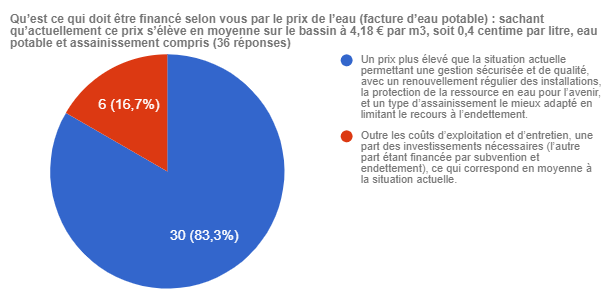 Qu'est ce qui doit être financé selon vous par le prix de l'eau (facture d'eau potable) : sachant
qu'actuellement ce prix s'élève en moyenne sur le bassin à 4,18 € par m3, soit 0,4 centime par litre, eau
potable et assainissement compris (36 réponses)
6 (16,7%)
30 (83,3%)
Un prix plus élevé que la situation actuelle
permettant une gestion sécurisée et de qualité,
avec un renouvellement régulier des installations,
la protection de la ressource en eau pour l'avenir,
et un type d'assainissement le mieux adapté en
limitant le recours à l'endettement.
Outre les coûts d'exploitation et d'entretien, une
part des investissements nécessaires (l'autre
part étant financée par subvention et
endettement), ce qui correspond en moyenne à
la situation actuelle.